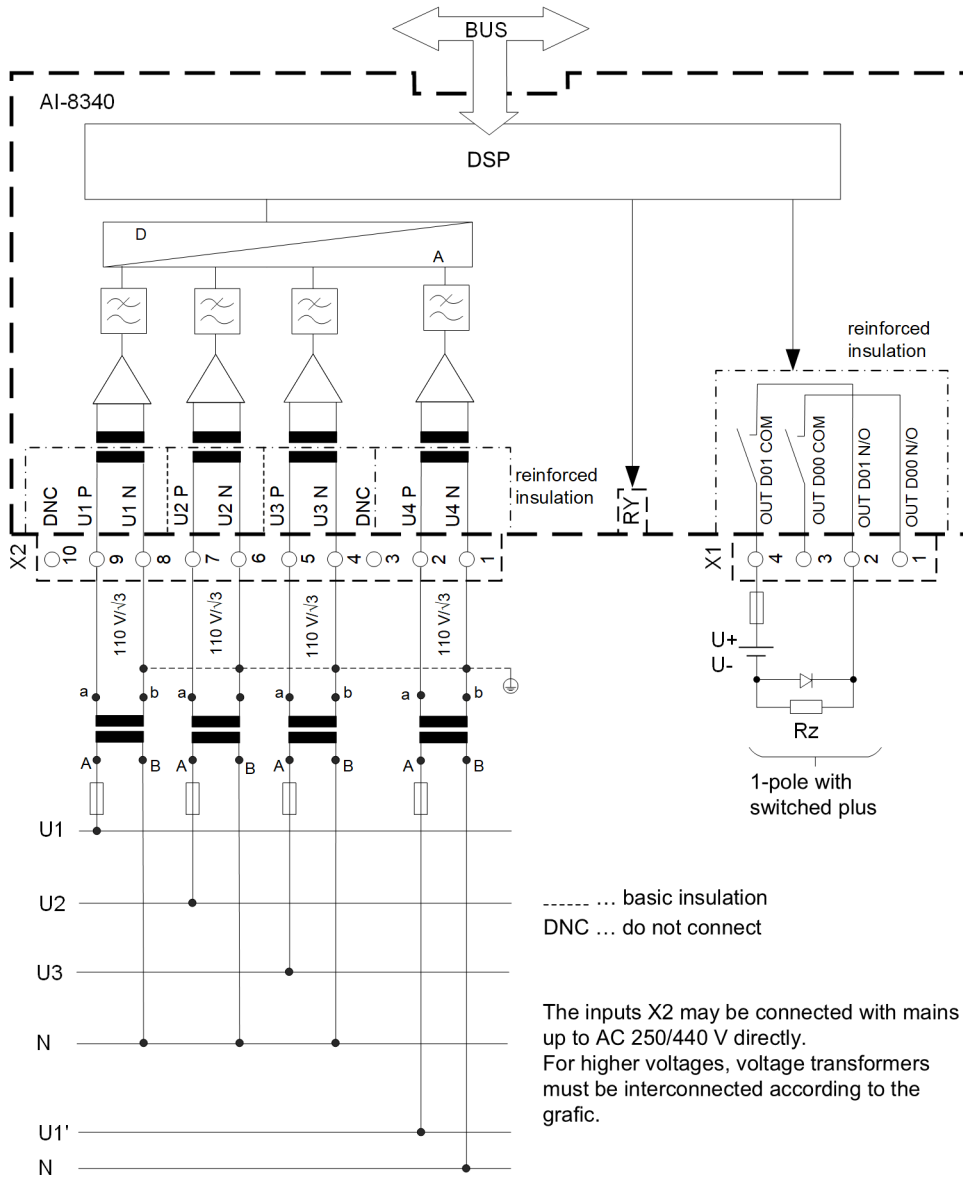 BUS
AI-8340
DSP
D
A
reinforced
insulation
DNC
U1 P
U1 N
U2 P
U2 N
U3 P
U3 N
DNC
U4 P
U4 N
reinforced
insulation
RY
OUT D01 COM
OUT D00 COM
OUT D01 N/O
OUT D00 N/O
X2
10
9
8
7
6
5
4
3
2
1
X1
4
3
2
1
110 V/√3
110 V/√3
110 V/√3
110 V/√3
U+
U-
a
b
a
a
b
a
b
Rz
A
B
A
B
A
B
A
B
1-pole with
switched plus
U1
U2
------ ... basic insulation
DNC ... do not connect
U3
The inputs X2 may be connected with mains
up to AC 250/440 V directly.
For higher voltages, voltage transformers
must be interconnected according to the
grafic.
N
U1'
N